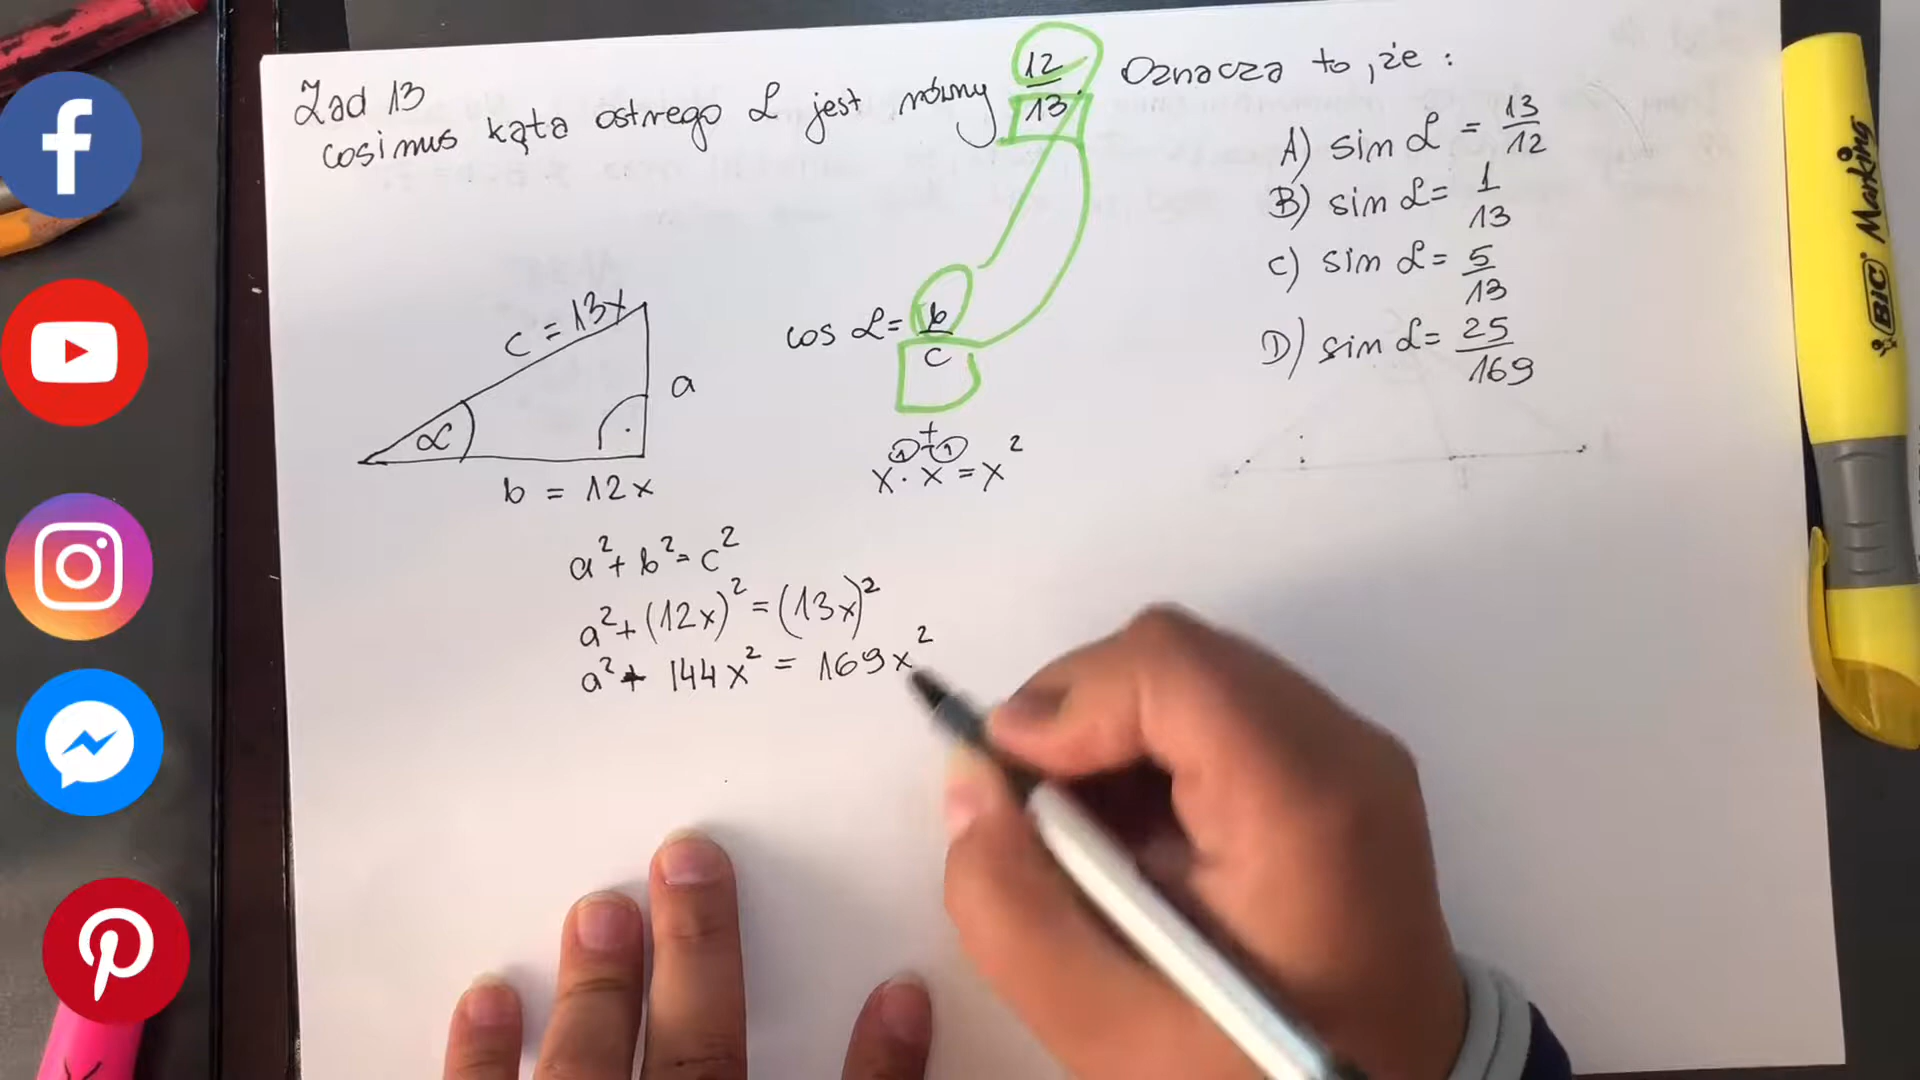 Zad 13
cosinus kąta ostrego α jest równy 12/13. Oznacza to, że:
A) sin α = 13/12
B) sin α = 1/13
C) sin α = 5/13
D) sin α = 25/169
c = 13x
a
α
b = 12x
cos α = b/c
1 + 1
x · x = x²
a² + b² = c²
a² + (12x)² = (13x)²
a² + 144x² = 169x²
BIC Marking